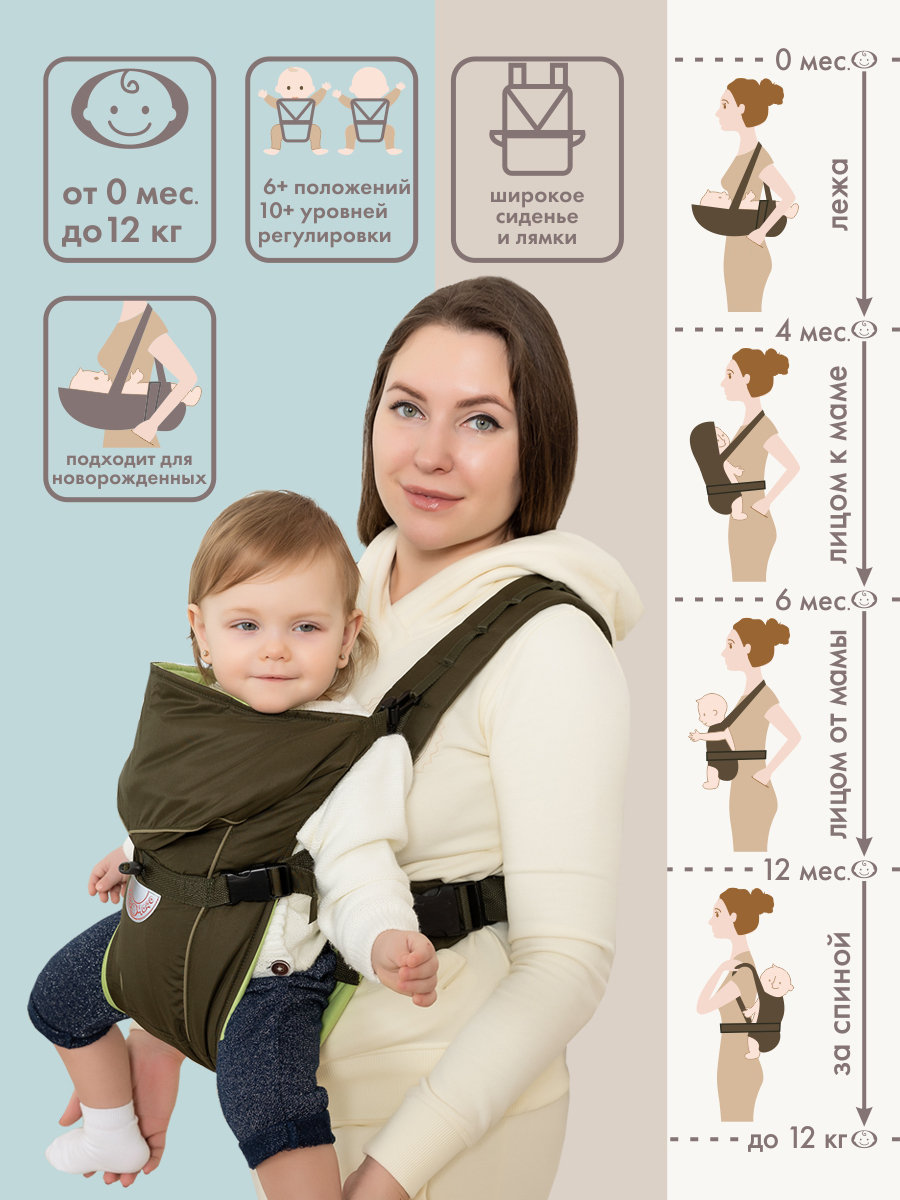 от 0 мес.
до 12 кг
6+ положений
10+ уровней
регулировки
широкое
сиденье
и лямки
подходит для
новорожденных
0 мес.
лежа
4 мес.
лицом к маме
6 мес.
лицом от мамы
12 мес.
за спиной
до 12 кг